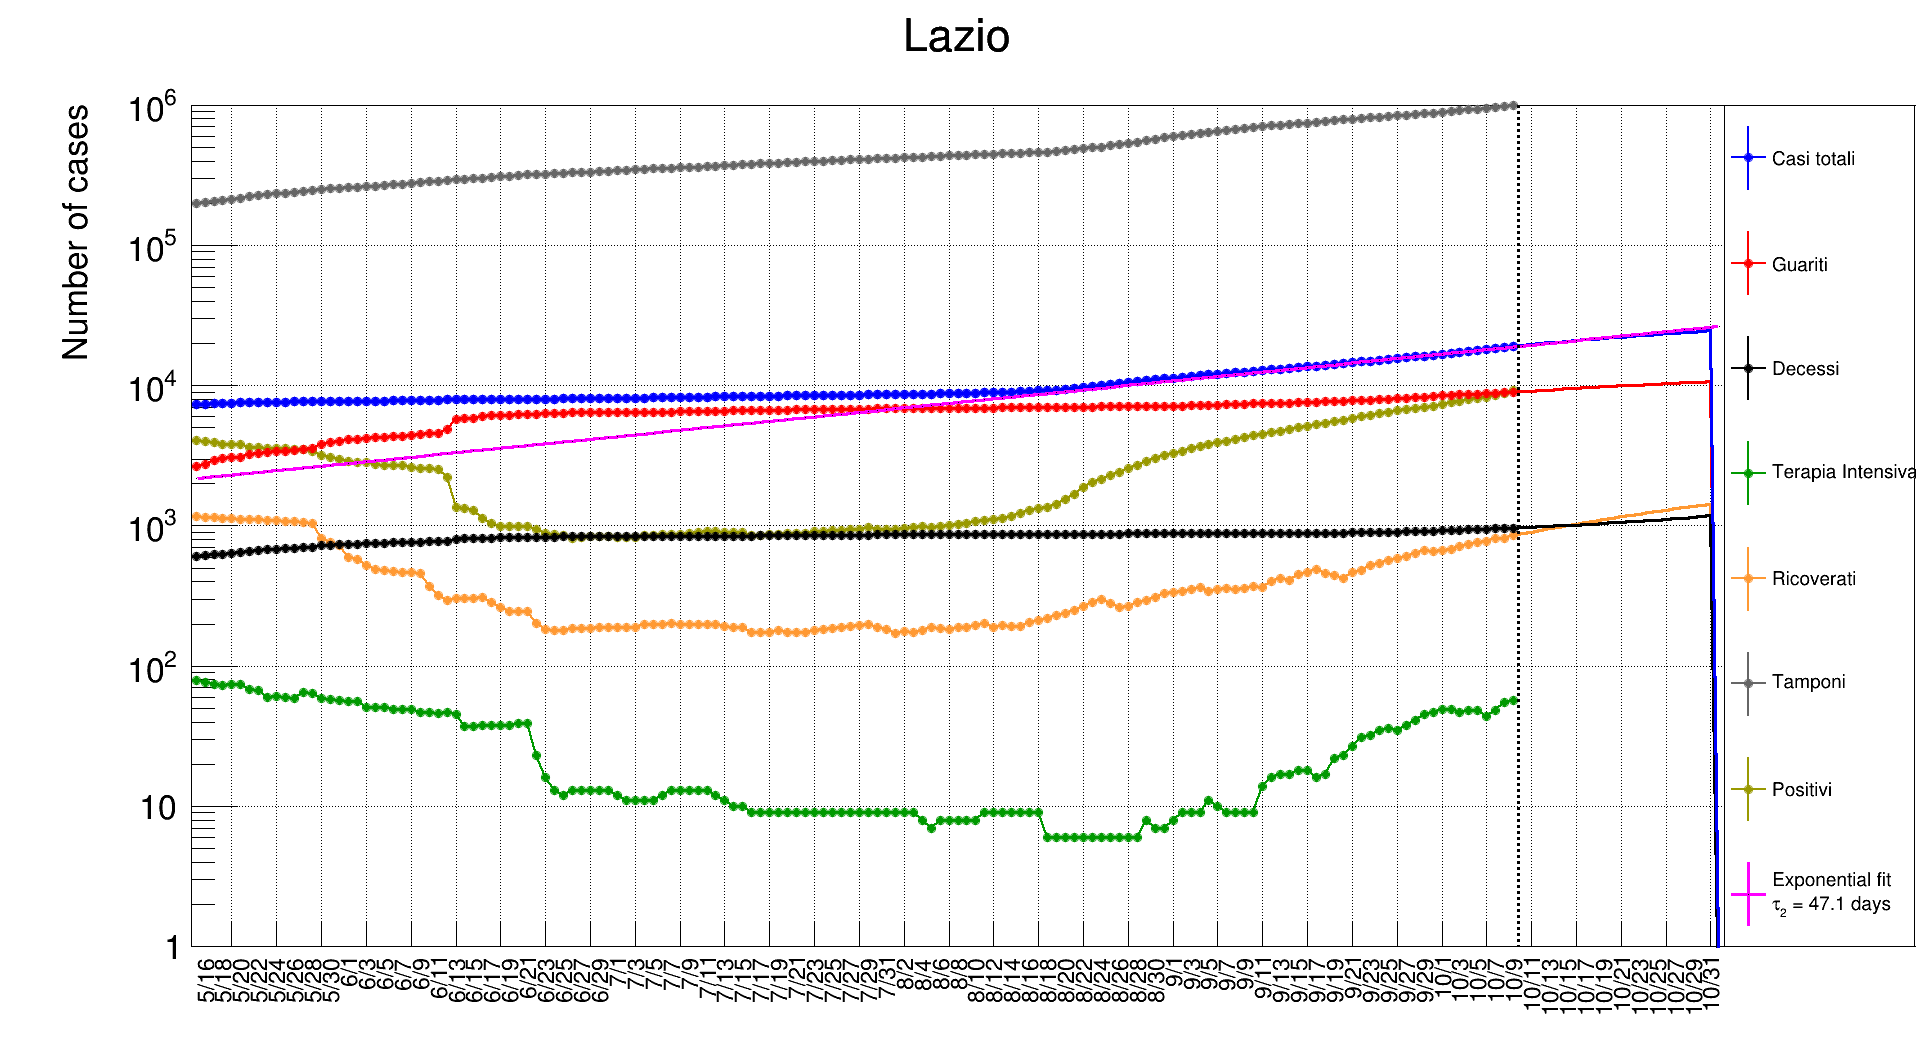 Lazio
Number of cases
10^6
10^5
10^4
10^3
10^2
10
1
5/16 5/18 5/20 5/22 5/24 5/26 5/28 5/30 6/1 6/3 6/5 6/7 6/9 6/11 6/13 6/15 6/17 6/19 6/21 6/23 6/25 6/27 6/29 7/1 7/3 7/5 7/7 7/9 7/11 7/13 7/15 7/17 7/19 7/21 7/23 7/25 7/27 7/29 7/31 8/2 8/4 8/6 8/8 8/10 8/12 8/14 8/16 8/18 8/20 8/22 8/24 8/26 8/28 8/30 9/1 9/3 9/5 9/7 9/9 9/11 9/13 9/15 9/17 9/19 9/21 9/23 9/25 9/27 9/29 10/1 10/3 10/5 10/7 10/9 10/11 10/13 10/15 10/17 10/19 10/21 10/23 10/25 10/27 10/29 10/31
Casi totali
Guariti
Decessi
Terapia Intensiva
Ricoverati
Tamponi
Positivi
Exponential fit
τ₂ = 47.1 days